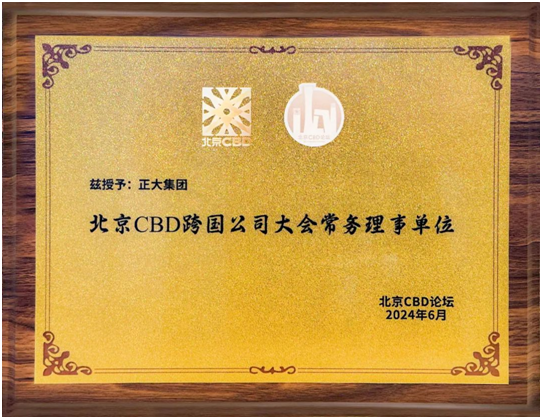 北京CBD
兹授予：正大集团
北京CBD跨国公司大会常务理事单位
北京CBD论坛
2024年6月